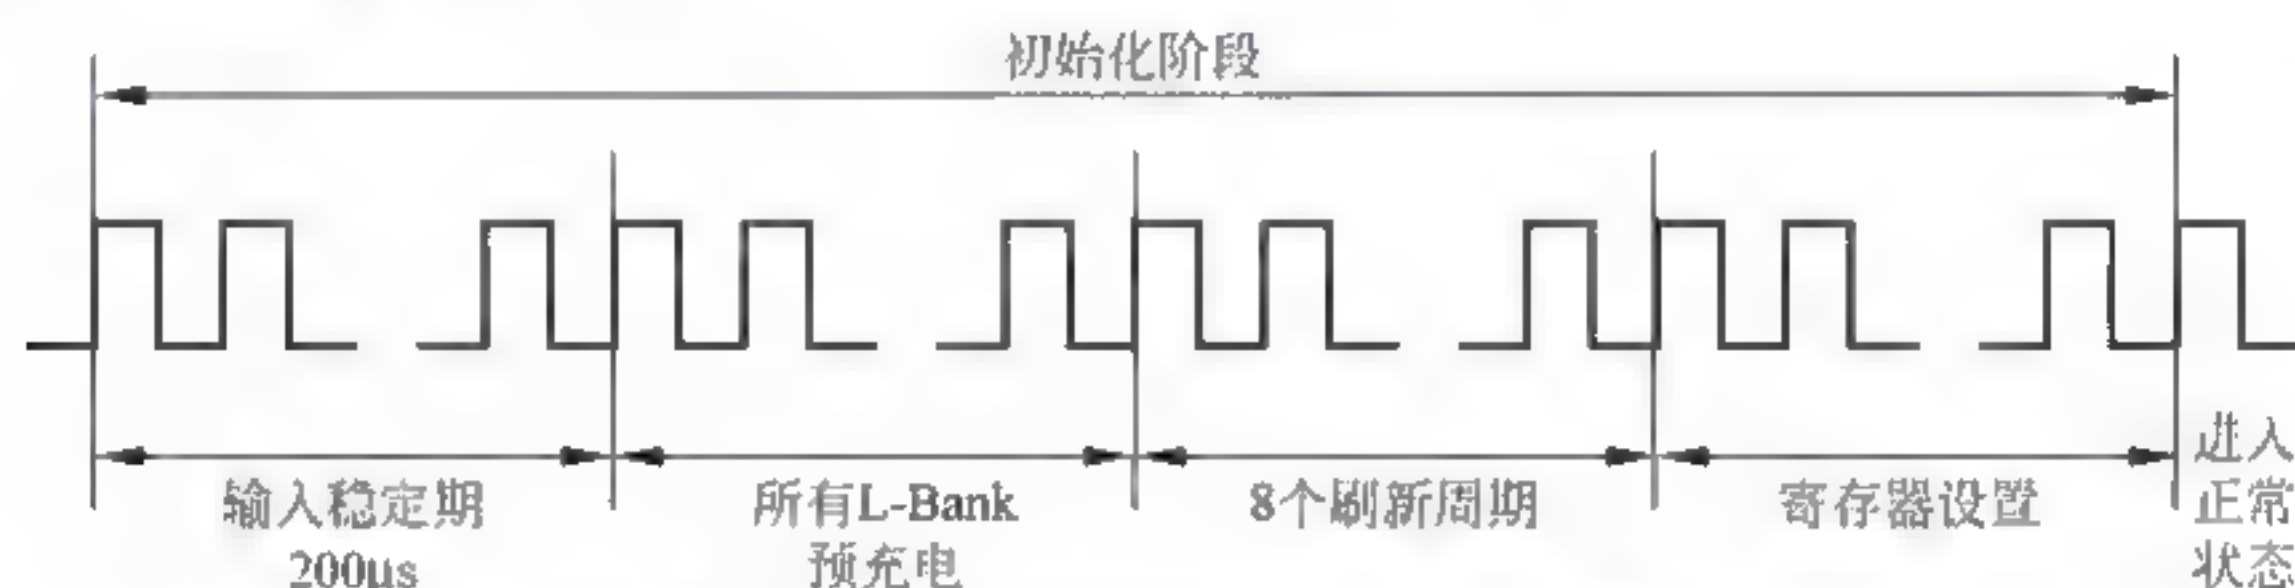 初始化阶段
输入稳定期
200μs
所有L-Bank
预充电
8个刷新周期
寄存器设置
进入
正常
状态